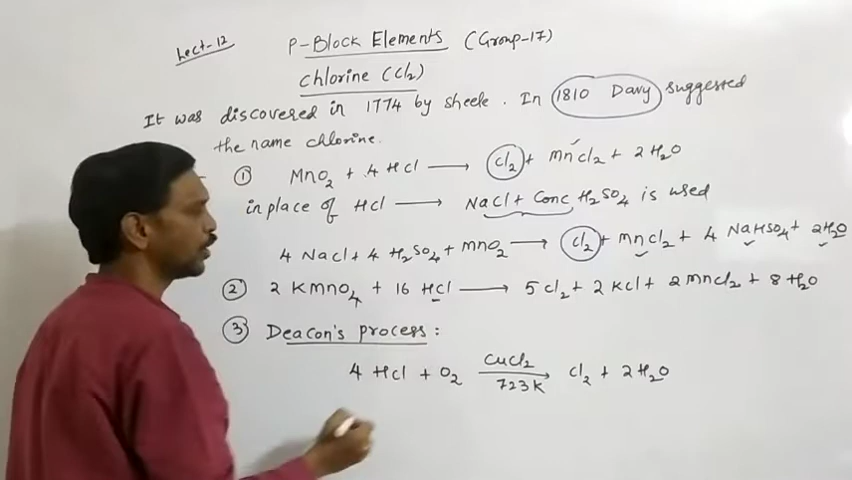 Lect-12
P-Block Elements (Group-17)
Chlorine (Cl₂)
It was discovered in 1774 by sheele. In 1810 Davy suggested
the name chlorine.
① MnO₂ + 4 HCl ⟶ Cl₂ + MnCl₂ + 2 H₂O
in place of HCl ⟶ NaCl + Conc H₂SO₄ is used
4 NaCl + 4 H₂SO₄ + MnO₂ ⟶ Cl₂ + MnCl₂ + 4 NaHSO₄ + 2H₂O
② 2 KMnO₄ + 16 HCl ⟶ 5 Cl₂ + 2 KCl + 2 MnCl₂ + 8 H₂O
③ Deacon's process :
CuCl₂
4 HCl + O₂ ⟶ Cl₂ + 2 H₂O
723 K